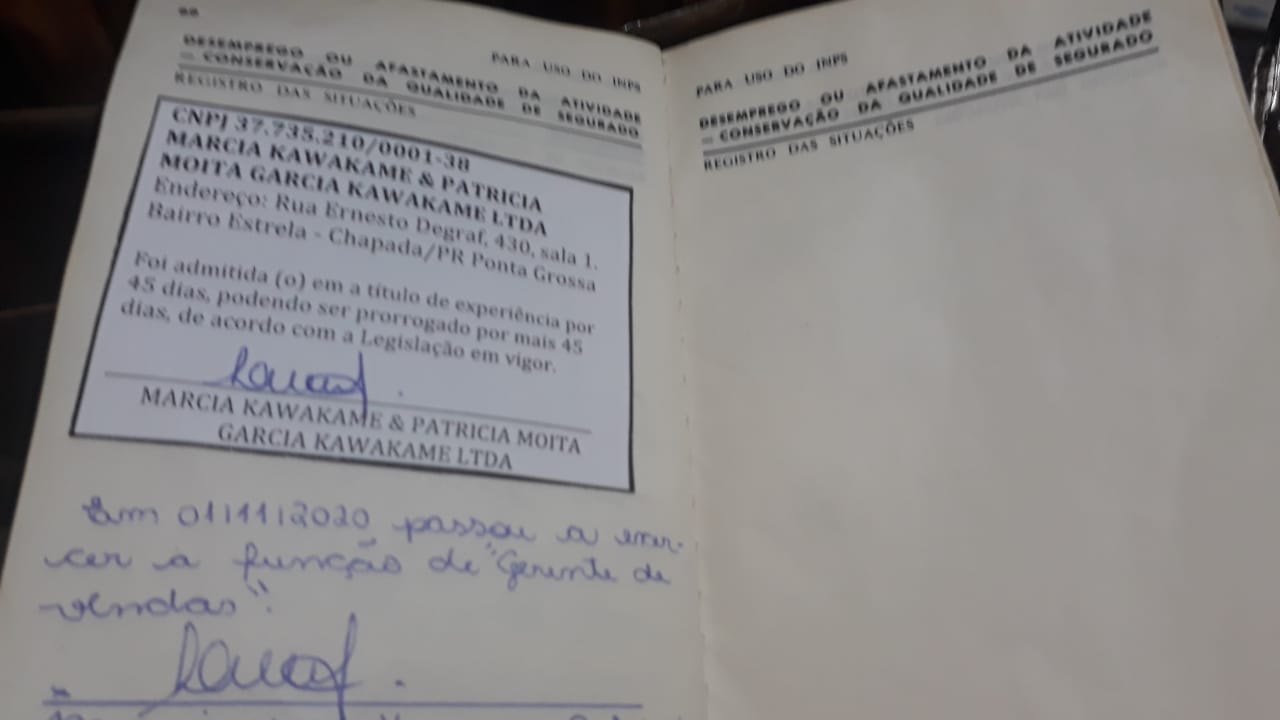 PARA USO DO INPS
DESEMPREGO OU AFASTAMENTO DA ATIVIDADE
— CONSERVAÇÃO DA QUALIDADE DE SEGURADO
REGISTRO DAS SITUAÇÕES
CNPJ 37.735.210/0001-38
MARCIA KAWAKAME & PATRICIA
MOITA GARCIA KAWAKAME LTDA
Endereço: Rua Ernesto Degraf, 430, sala 1.
Bairro Estrela - Chapada/PR Ponta Grossa
Foi admitida (o) em a título de experiência por
45 dias, podendo ser prorrogado por mais 45
dias, de acordo com a Legislação em vigor.
MARCIA KAWAKAME & PATRICIA MOITA
GARCIA KAWAKAME LTDA
Em 01/11/2020, passou a exer-
cer a função de "Gerente de
vendas".
PARA USO DO INPS
DESEMPREGO OU AFASTAMENTO DA ATIVIDADE
— CONSERVAÇÃO DA QUALIDADE DE SEGURADO
REGISTRO DAS SITUAÇÕES